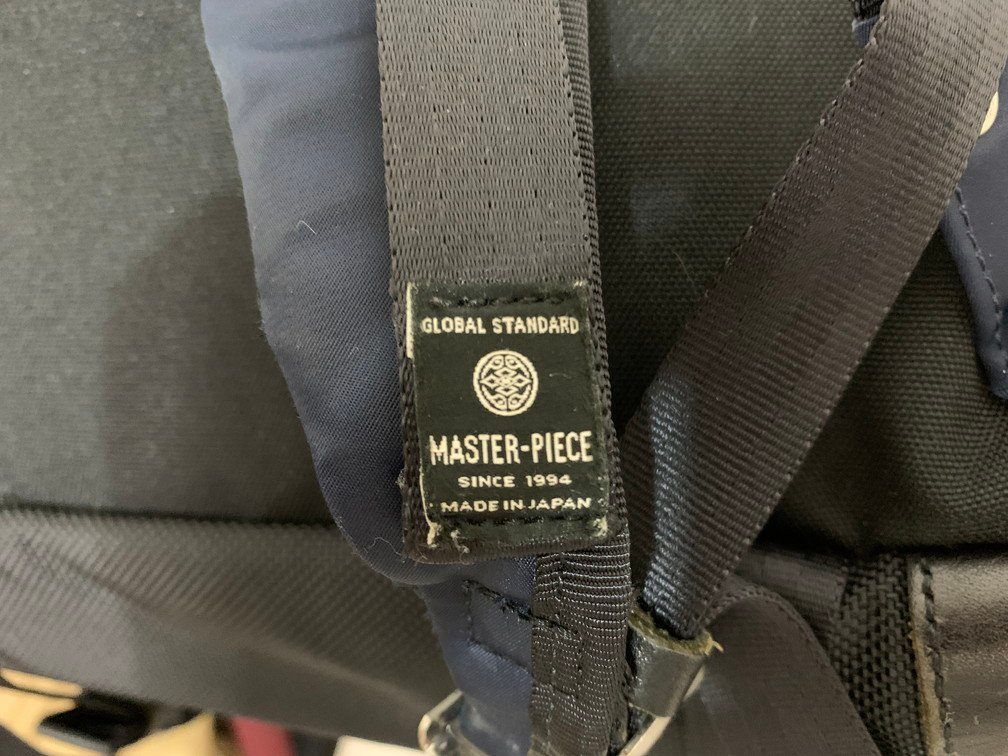 GLOBAL STANDARD
MASTER-PIECE
SINCE 1994
MADE IN JAPAN